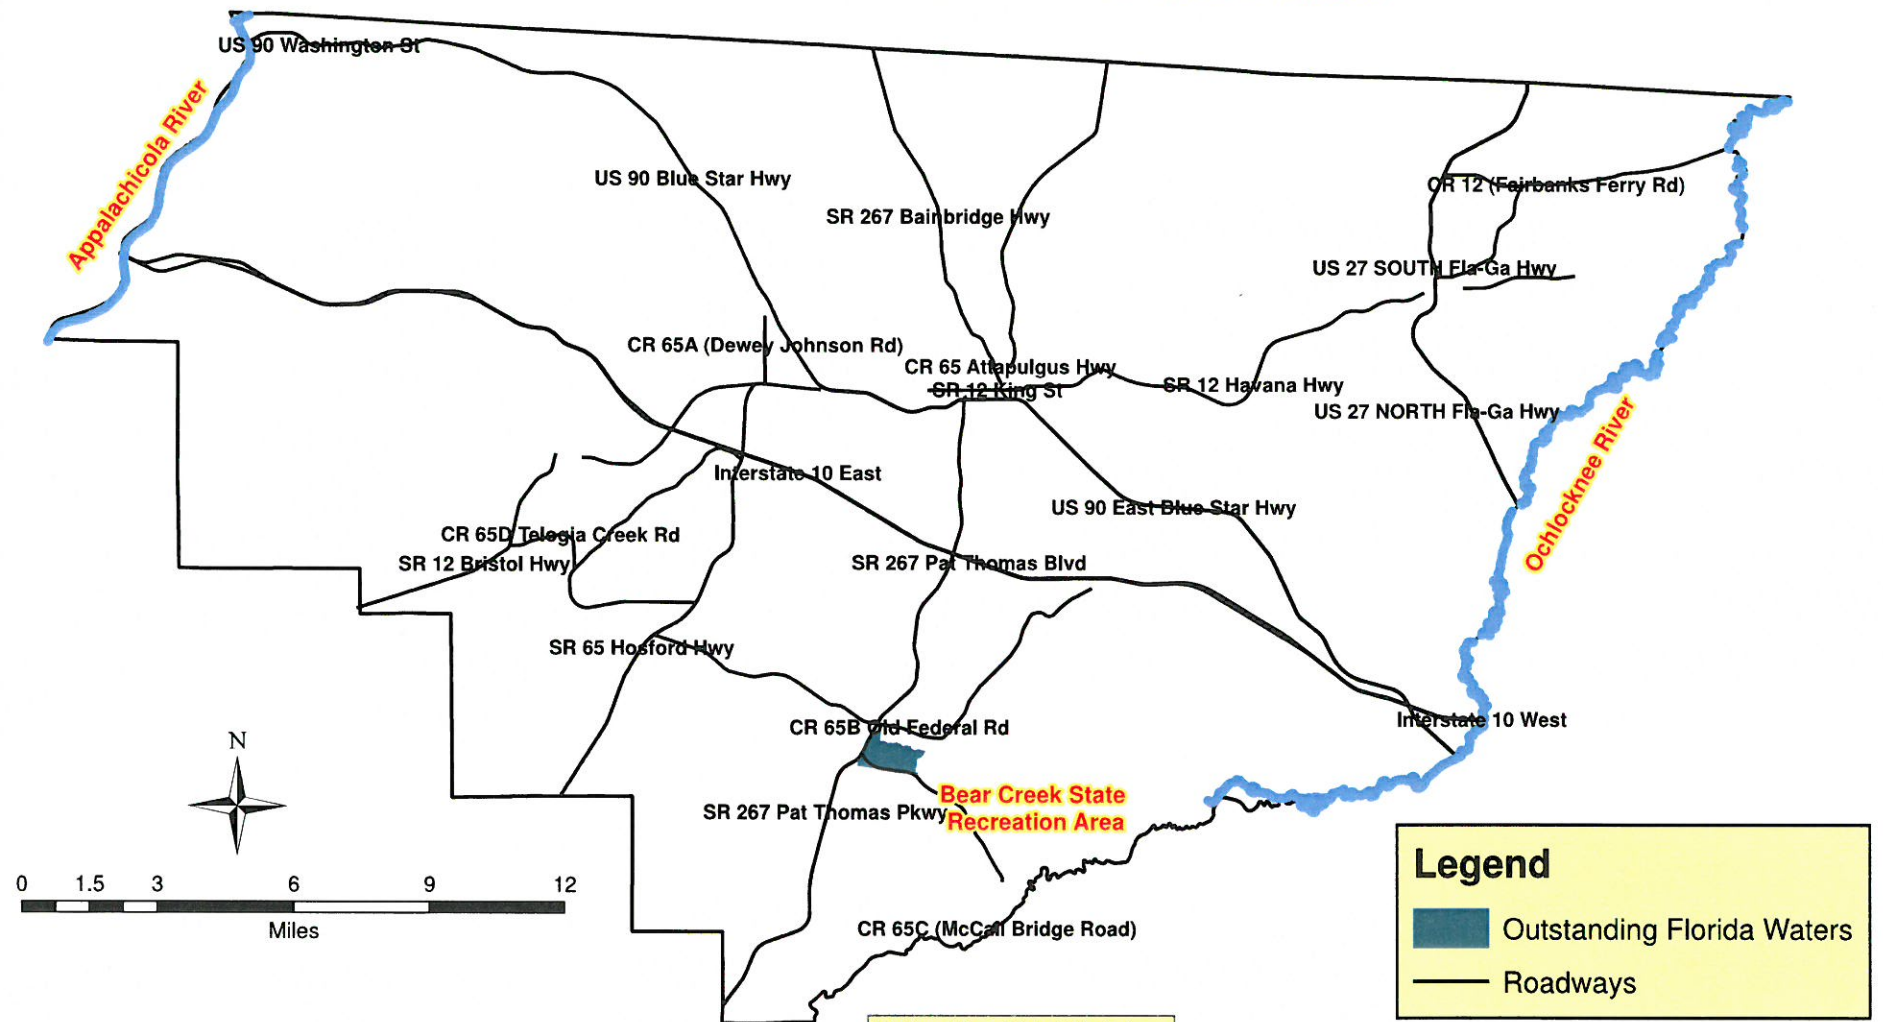 US 90 Washington St
Appalachicola River
US 90 Blue Star Hwy
SR 267 Bainbridge Hwy
CR 12 (Fairbanks Ferry Rd)
US 27 SOUTH Fla-Ga Hwy
CR 65A (Dewey Johnson Rd)
CR 65 Attapulgus Hwy
SR 12 King St
SR 12 Havana Hwy
US 27 NORTH Fla-Ga Hwy
Ochlocknee River
Interstate 10 East
US 90 East Blue Star Hwy
CR 65D Telogia Creek Rd
SR 12 Bristol Hwy
SR 267 Pat Thomas Blvd
SR 65 Hosford Hwy
CR 65B Old Federal Rd
Interstate 10 West
Bear Creek State
Recreation Area
SR 267 Pat Thomas Pkwy
CR 65C (McCall Bridge Road)
N
0 1.5 3 6 9 12
Miles
Legend
Outstanding Florida Waters
Roadways